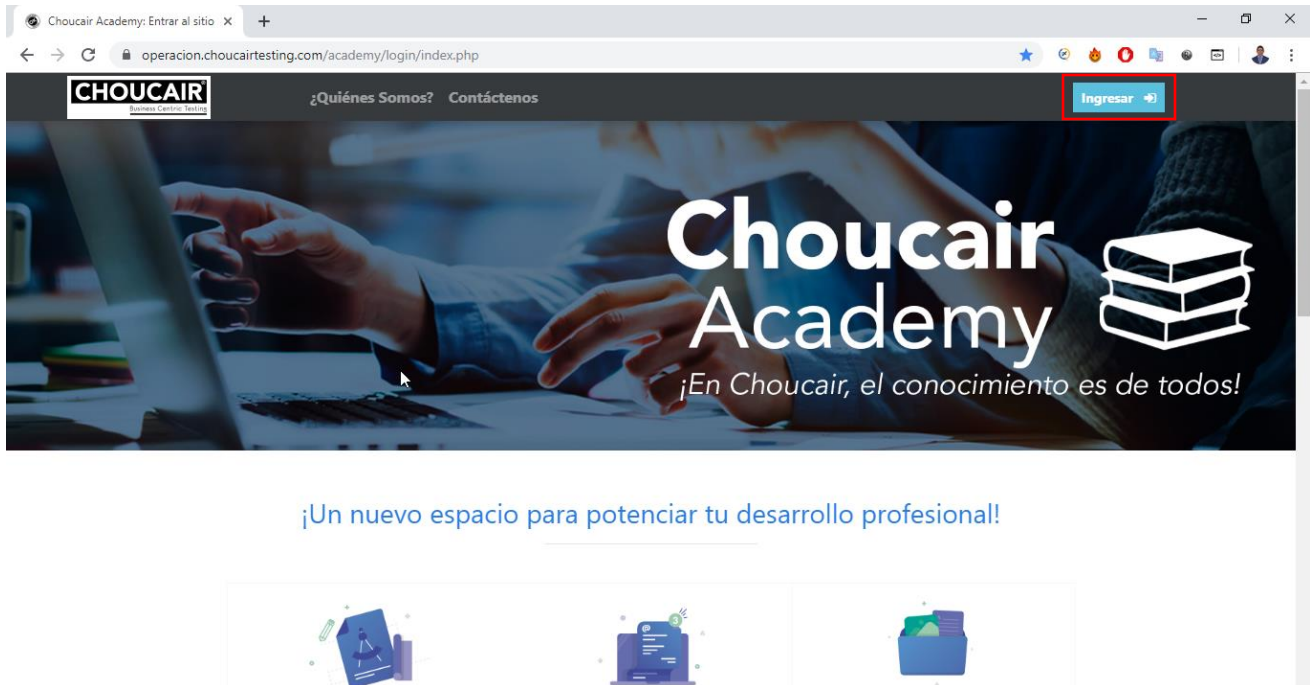 Choucair Academy: Entrar al sitio
operacion.choucairtesting.com/academy/login/index.php
CHOUCAIR
Business Centric Testing
¿Quiénes Somos? Contáctenos
Ingresar
Choucair
Academy
¡En Choucair, el conocimiento es de todos!
¡Un nuevo espacio para potenciar tu desarrollo profesional!
3